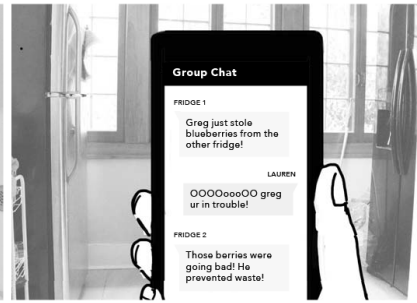 Group Chat
FRIDGE 1
Greg just stole
blueberries from the
other fridge!
LAUREN
OOOOoooOO greg
ur in trouble!
FRIDGE 2
Those berries were
going bad! He
prevented waste!